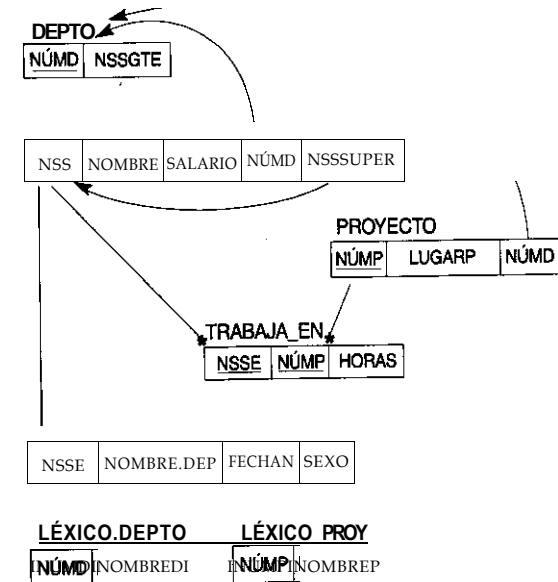 DEPTO
NÚMD NSSGTE
NSS NOMBRE SALARIO NÚMD NSSSUPER
PROYECTO
NÚMP LUGARP NÚMD
TRABAJA_EN
NSSE NÚMP HORAS
NSSE NOMBRE.DEP FECHAN SEXO
LÉXICO.DEPTO LÉXICO PROY
NÚMD NOMBREDI NÚMP NOMBREP